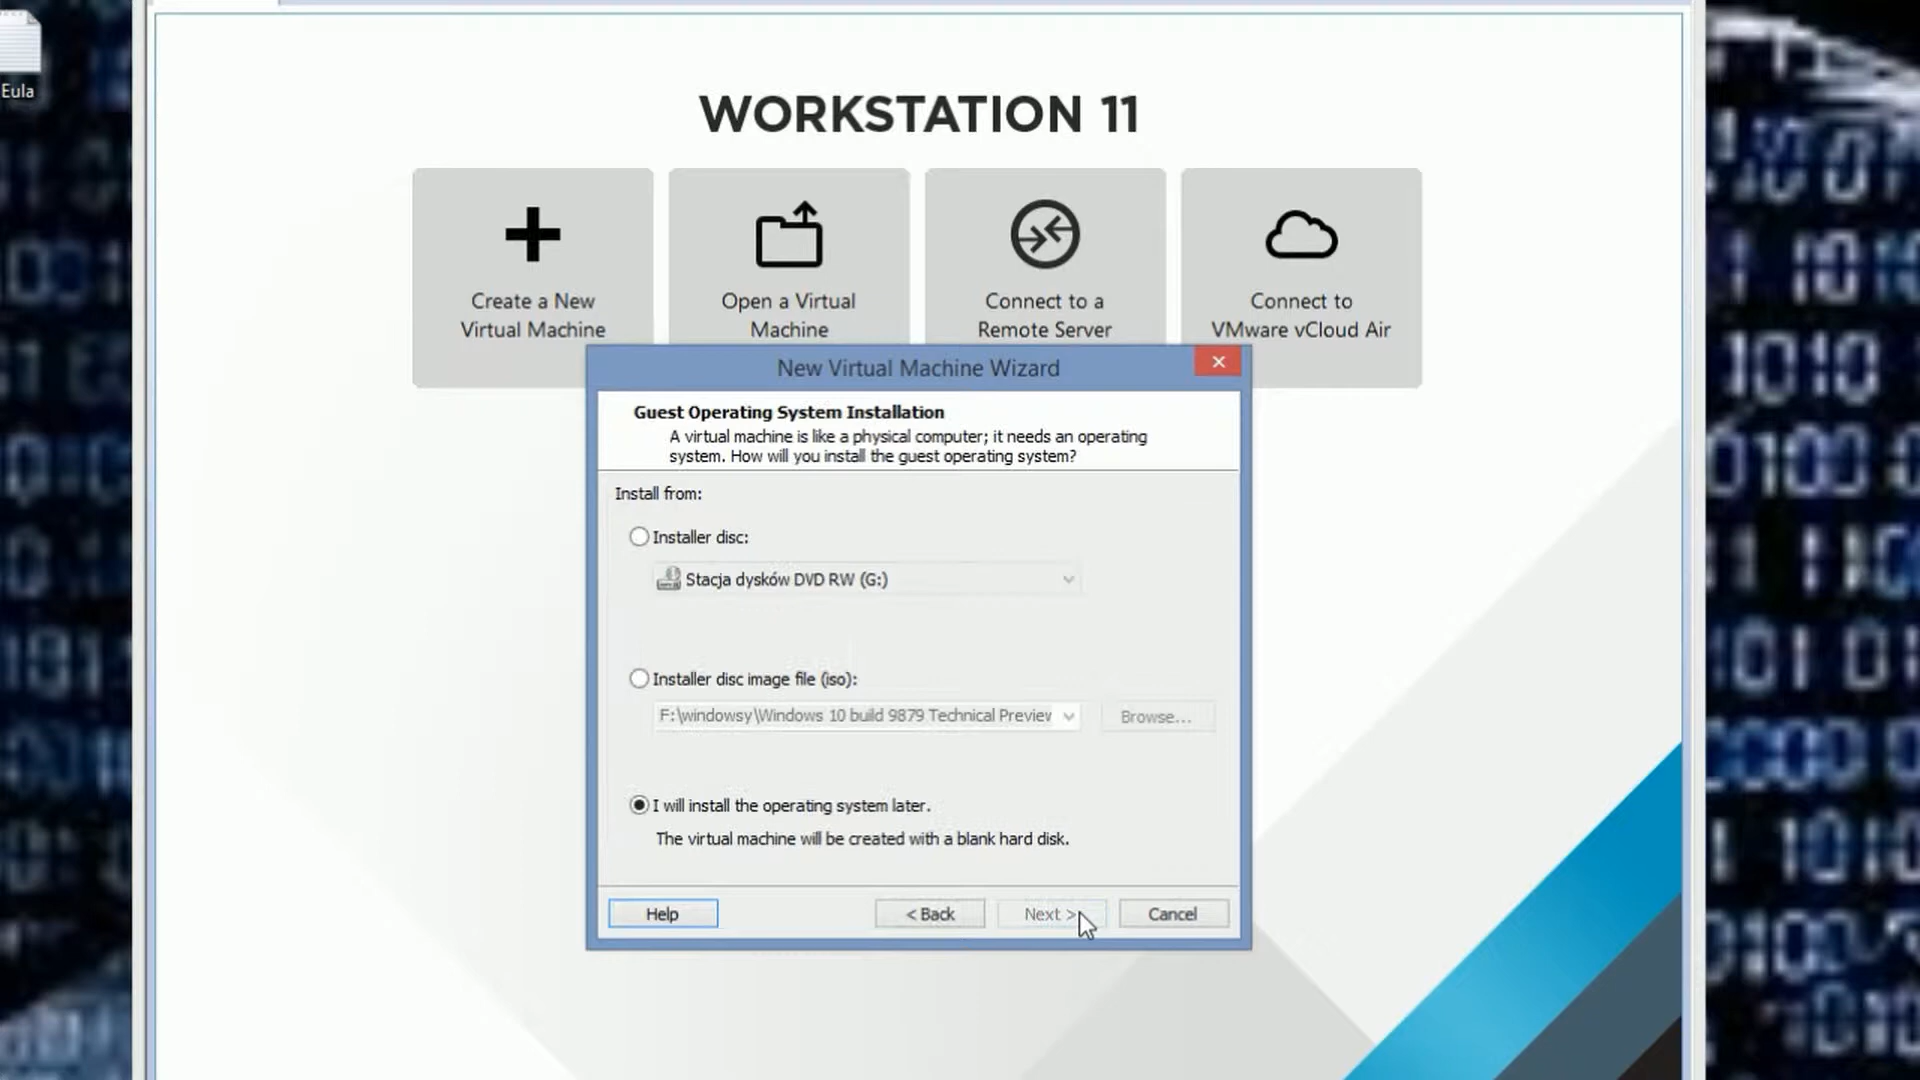 Eula
WORKSTATION 11
Create a New
Virtual Machine
Open a Virtual
Machine
Connect to a
Remote Server
Connect to
VMware vCloud Air
New Virtual Machine Wizard
Guest Operating System Installation
A virtual machine is like a physical computer; it needs an operating
system. How will you install the guest operating system?
Install from:
Installer disc:
Stacja dysków DVD RW (G:)
Installer disc image file (iso):
F:\windowsy\Windows 10 build 9879 Technical Preview
Browse...
I will install the operating system later.
The virtual machine will be created with a blank hard disk.
Help
< Back
Next >
Cancel